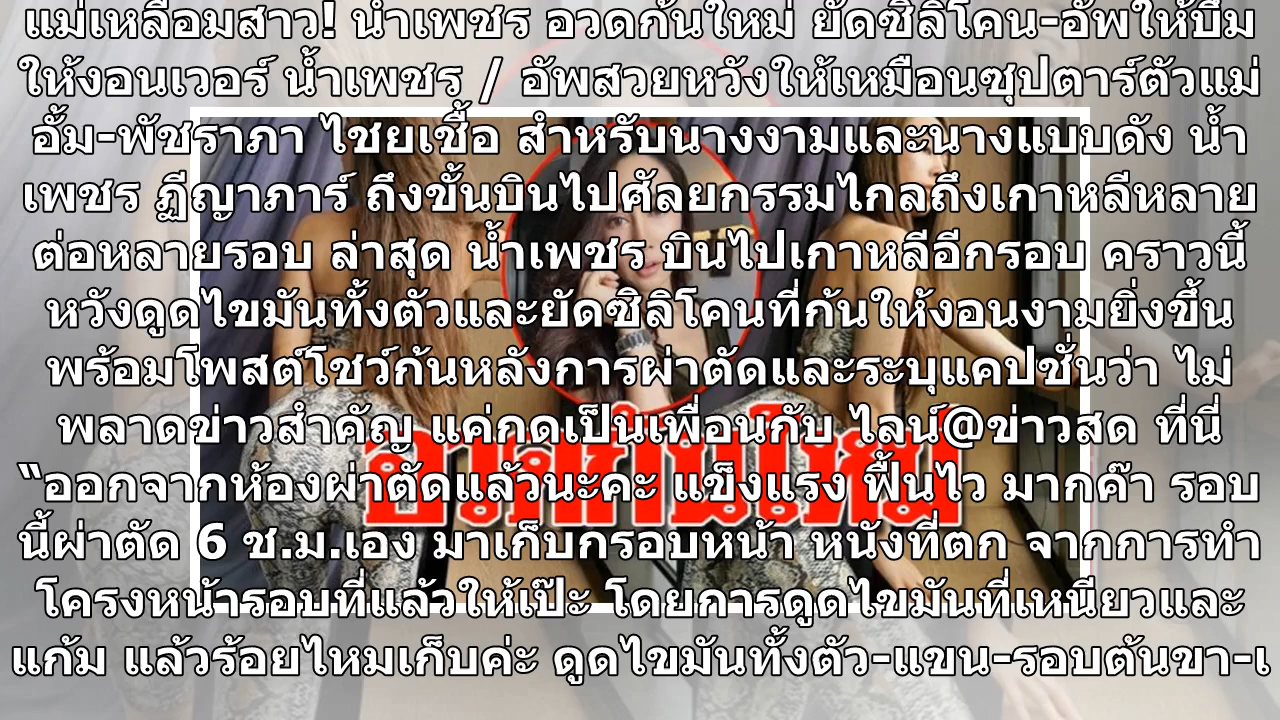 แม่เหลือมสาว! น้ำเพชร อวดก้นใหม่ ยัดซิลิโคน-อัพให้บึ้ม
ให้งอนเวอร์ น้ำเพชร / อัพสวยหวังให้เหมือนซุปตาร์ตัวแม่
อั้ม-พัชราภา ไชยเชื้อ สำหรับนางงามและนางแบบดัง น้ำ
เพชร ฏีญาภาร์ ถึงขั้นบินไปศัลยกรรมไกลถึงเกาหลีหลาย
ต่อหลายรอบ ล่าสุด น้ำเพชร บินไปเกาหลีอีกรอบ คราวนี้
หวังดูดไขมันทั้งตัวและยัดซิลิโคนที่ก้นให้งอนงามยิ่งขึ้น
พร้อมโพสต์โชว์ก้นหลังการผ่าตัดและระบุแคปชั่นว่า ไม่
พลาดข่าวสำคัญ แค่กดเป็นเพื่อนกับ ไลน์@ข่าวสด ที่นี่
อวดก้นใหม่
“ออกจากห้องผ่าตัดแล้วนะคะ แข็งแรง ฟื้นไว มากค๊า รอบ
นี้ผ่าตัด 6 ช.ม.เอง มาเก็บกรอบหน้า หนังที่ตก จากการทำ
โครงหน้ารอบที่แล้วให้เป๊ะ โดยการดูดไขมันที่เหนียวและ
แก้ม แล้วร้อยไหมเก็บค่ะ ดูดไขมันทั้งตัว-แขน-รอบต้นขา-เ